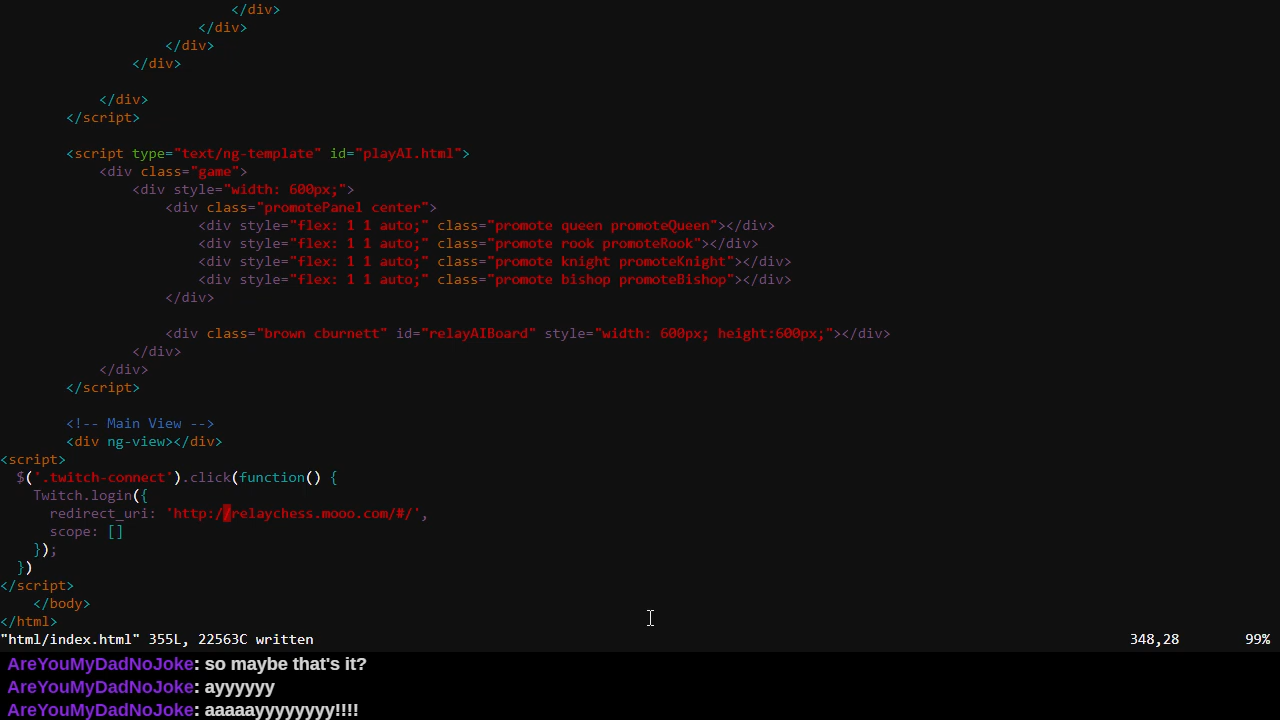 </div>
</div>
</div>
</div>
</div>
</script>
<script type="text/ng-template" id="playAI.html">
<div class="game">
<div style="width: 600px;">
<div class="promotePanel center">
<div style="flex: 1 1 auto;" class="promote queen promoteQueen"></div>
<div style="flex: 1 1 auto;" class="promote rook promoteRook"></div>
<div style="flex: 1 1 auto;" class="promote knight promoteKnight"></div>
<div style="flex: 1 1 auto;" class="promote bishop promoteBishop"></div>
</div>
<div class="brown cburnett" id="relayAIBoard" style="width: 600px; height:600px;"></div>
</div>
</div>
</script>
<!-- Main View -->
<div ng-view></div>
<script>
$('.twitch-connect').click(function() {
Twitch.login({
redirect_uri: 'http://relaychess.mooo.com/#/',
scope: []
});
})
</script>
</body>
</html>
"html/index.html" 355L, 22563C written 348,28 99%
AreYouMyDadNoJoke: so maybe that's it?
AreYouMyDadNoJoke: ayyyyyy
AreYouMyDadNoJoke: aaaaayyyyyyyy!!!!